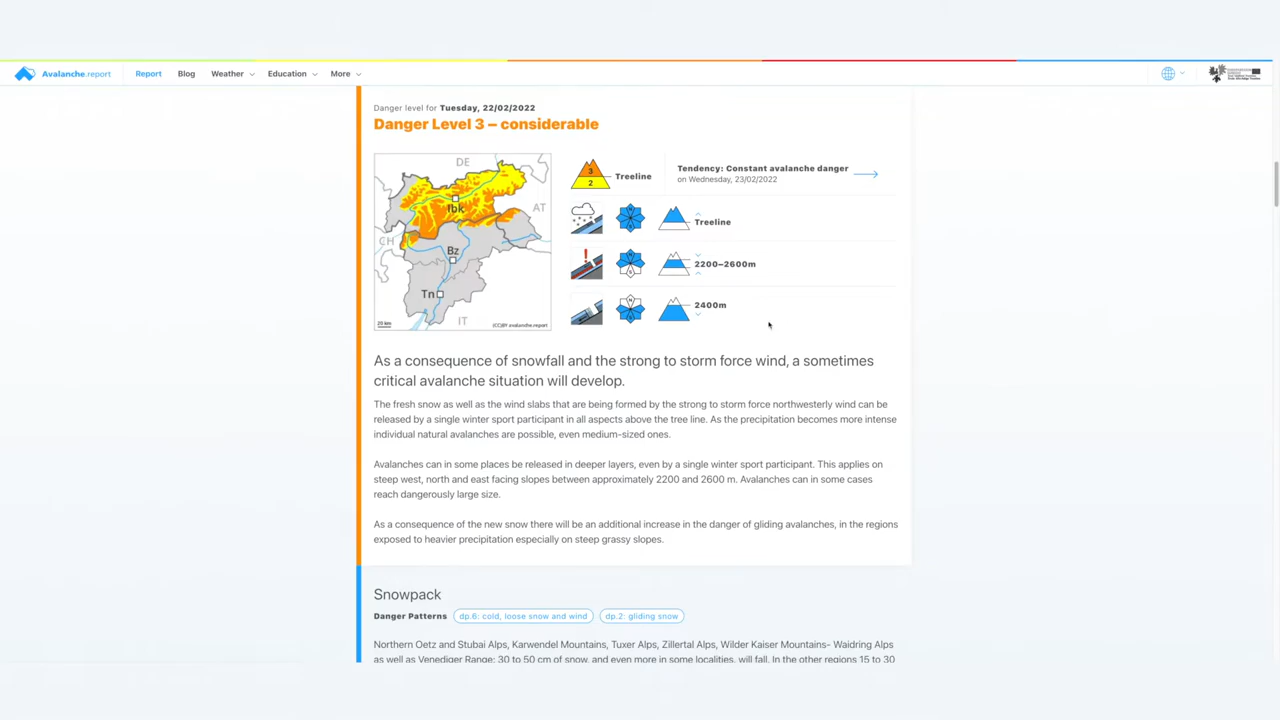 Avalanche.report
Report
Blog
Weather
Education
More
Danger level for Tuesday, 22/02/2022
Danger Level 3 – considerable
DE
AT
CH
IT
Ibk
Bz
Tn
20 km
(CC)BY avalanche.report
3
2
Treeline
Tendency: Constant avalanche danger
on Wednesday, 23/02/2022
Treeline
2200–2600m
2400m
As a consequence of snowfall and the strong to storm force wind, a sometimes
critical avalanche situation will develop.
The fresh snow as well as the wind slabs that are being formed by the strong to storm force northwesterly wind can be
released by a single winter sport participant in all aspects above the tree line. As the precipitation becomes more intense
individual natural avalanches are possible, even medium-sized ones.
Avalanches can in some places be released in deeper layers, even by a single winter sport participant. This applies on
steep west, north and east facing slopes between approximately 2200 and 2600 m. Avalanches can in some cases
reach dangerously large size.
As a consequence of the new snow there will be an additional increase in the danger of gliding avalanches, in the regions
exposed to heavier precipitation especially on steep grassy slopes.
Snowpack
Danger Patterns
dp.6: cold, loose snow and wind
dp.2: gliding snow
Northern Oetz and Stubai Alps, Karwendel Mountains, Tuxer Alps, Zillertal Alps, Wilder Kaiser Mountains- Waidring Alps
as well as Venediger Range: 30 to 50 cm of snow, and even more in some localities, will fall. In the other regions 15 to 30